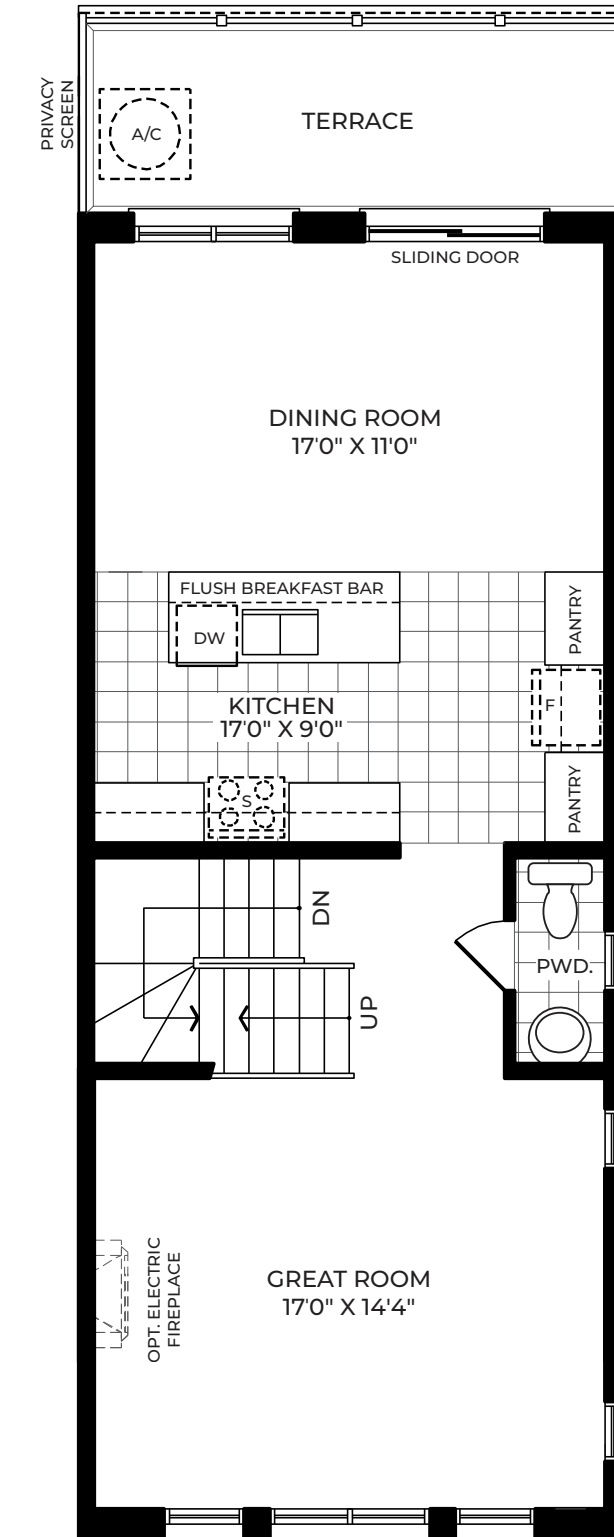 PRIVACY
SCREEN
A/C
TERRACE
SLIDING DOOR
DINING ROOM
17'0" X 11'0"
FLUSH BREAKFAST BAR
DW
PANTRY
KITCHEN
17'0" X 9'0"
F
S
PANTRY
DN
UP
PWD.
OPT. ELECTRIC
FIREPLACE
GREAT ROOM
17'0" X 14'4"